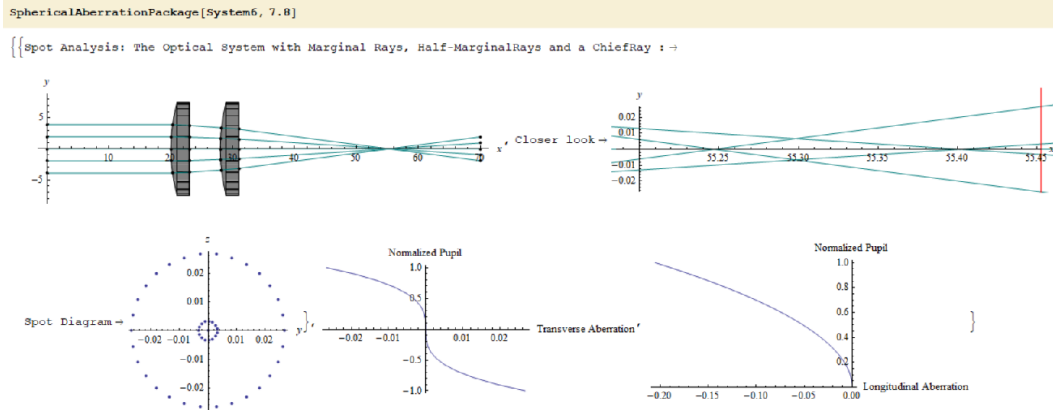 SphericalAberrationPackage[System6, 7.8]
{{Spot Analysis: The Optical System with Marginal Rays, Half-MarginalRays and a ChiefRay : →
y
5
-5
10 20 30 40 50 60 70
x
, Closer look →
y
0.02
0.01
-0.01
-0.02
55.25 55.30 55.35 55.40 55.45
x
Spot Diagram →
z
0.02
0.01
-0.01
-0.02
-0.02 -0.01 0.01 0.02
y
},
Normalized Pupil
1.0
0.5
-0.5
-1.0
-0.02 -0.01 0.01 0.02
Transverse Aberration
,
Normalized Pupil
1.0
0.8
0.6
0.4
0.2
-0.20 -0.15 -0.10 -0.05 0.00
Longitudinal Aberration
}